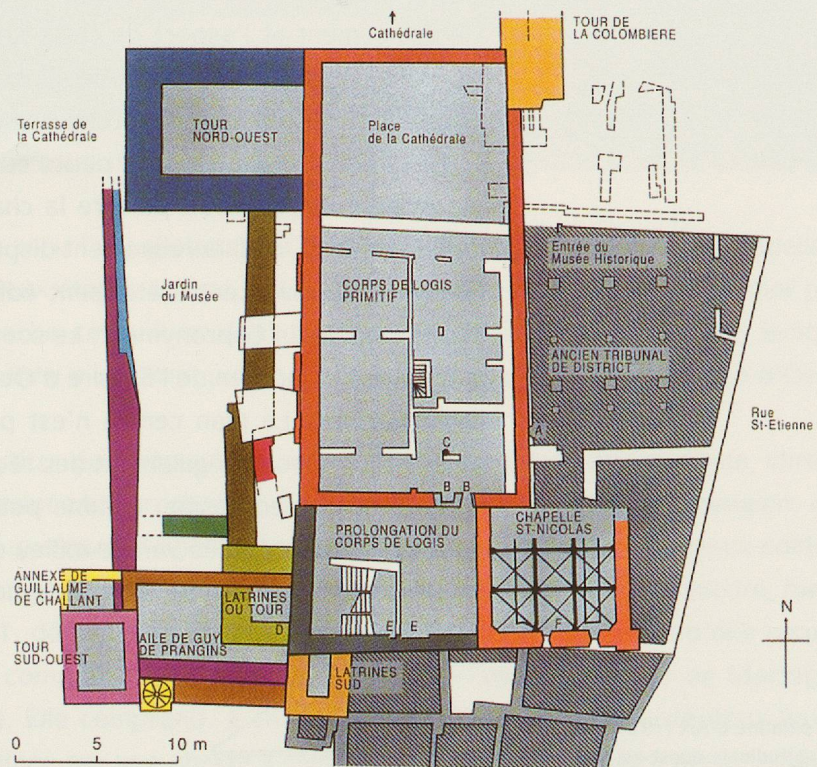 Cathédrale
TOUR DE
LA COLOMBIERE
Terrasse de
la Cathédrale
TOUR
NORD-OUEST
Place
de la Cathédrale
Entrée du
Musée Historique
Jardin
du Musée
CORPS DE LOGIS
PRIMITIF
ANCIEN TRIBUNAL
DE DISTRICT
Rue
St-Etienne
A
C
B B
PROLONGATION DU
CORPS DE LOGIS
CHAPELLE
ST-NICOLAS
ANNEXE DE
GUILLAUME
DE CHALLANT
LATRINES
OU TOUR
D
E E
F
N
TOUR
SUD-OUEST
AILE DE GUY
DE PRANGINS
LATRINES
SUD
0 5 10 m